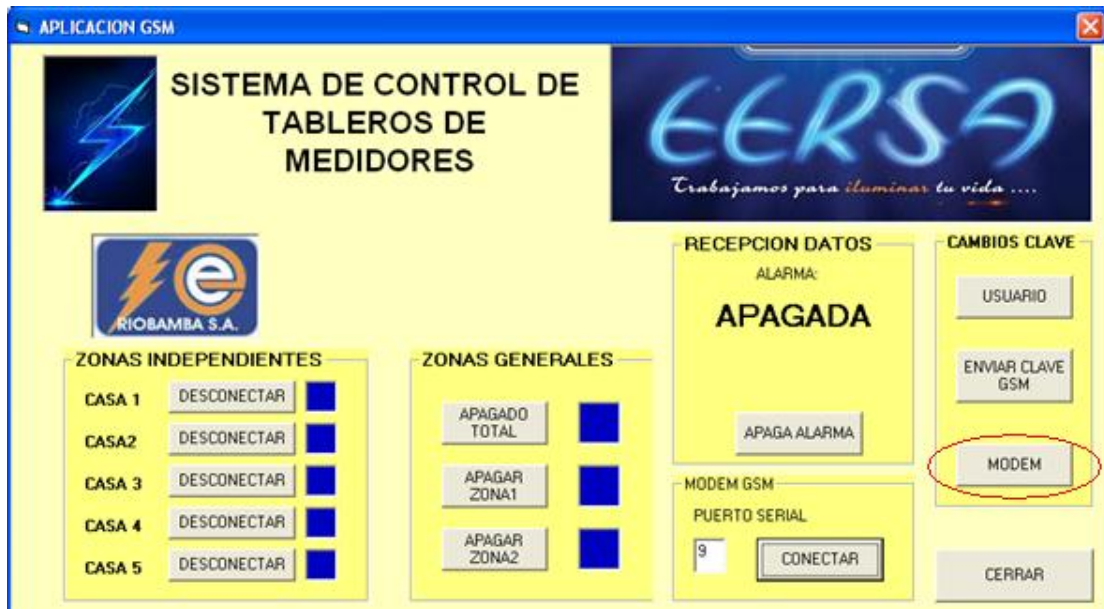 APLICACION GSM
SISTEMA DE CONTROL DE
TABLEROS DE
MEDIDORES
EERSA
Trabajamos para iluminar tu vida ....
e
RIOBAMBA S.A.
ZONAS INDEPENDIENTES
CASA 1 DESCONECTAR
CASA2 DESCONECTAR
CASA 3 DESCONECTAR
CASA 4 DESCONECTAR
CASA 5 DESCONECTAR
ZONAS GENERALES
APAGADO
TOTAL
APAGAR
ZONA1
APAGAR
ZONA2
RECEPCION DATOS
ALARMA:
APAGADA
APAGA ALARMA
MODEM GSM
PUERTO SERIAL
9 CONECTAR
CAMBIOS CLAVE
USUARIO
ENVIAR CLAVE
GSM
MODEM
CERRAR